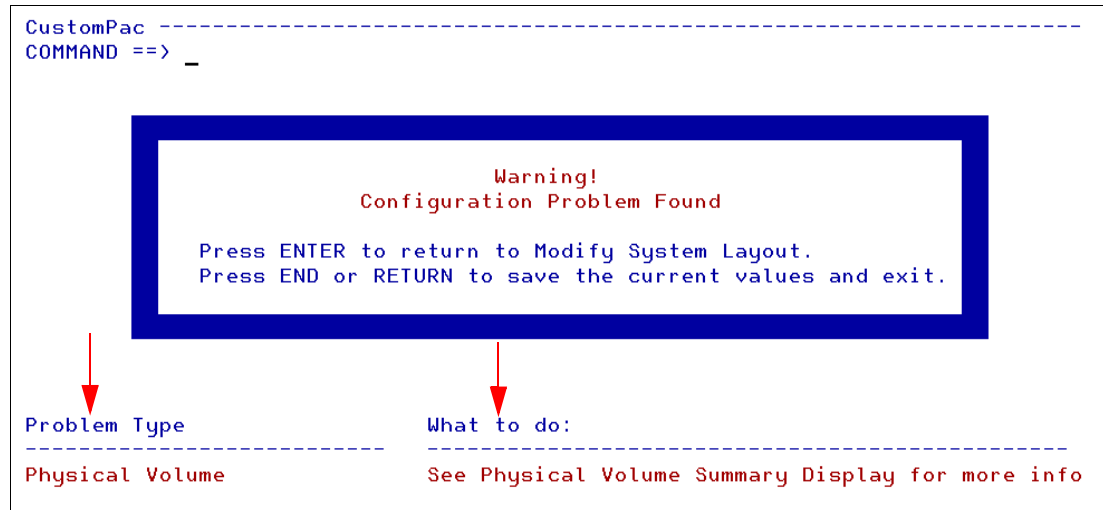 CustomPac ---------------------------------------------------------------------
COMMAND ==> _
Warning!
Configuration Problem Found
Press ENTER to return to Modify System Layout.
Press END or RETURN to save the current values and exit.
Problem Type What to do:
--------------------------- ------------------------------------------------
Physical Volume See Physical Volume Summary Display for more info